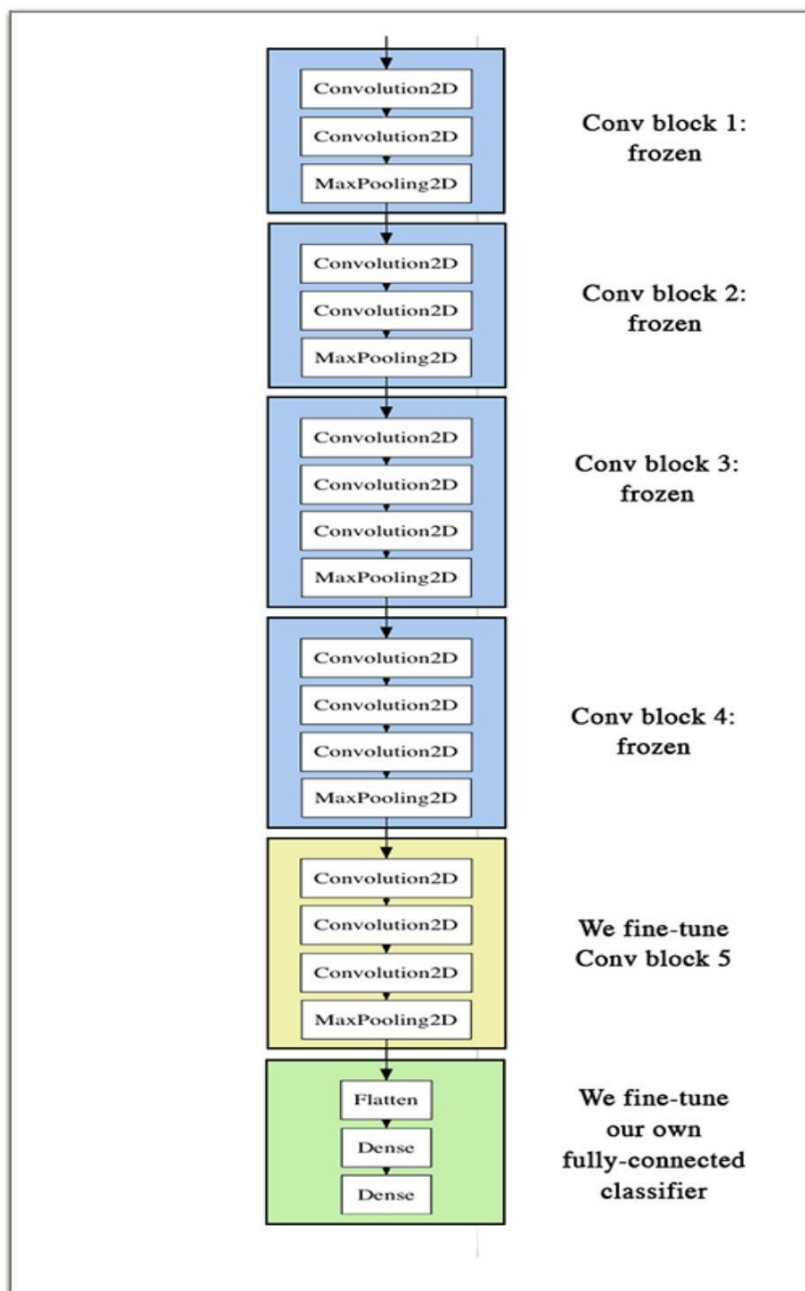 Convolution2D
Convolution2D
MaxPooling2D
Conv block 1:
frozen
Convolution2D
Convolution2D
MaxPooling2D
Conv block 2:
frozen
Convolution2D
Convolution2D
Convolution2D
MaxPooling2D
Conv block 3:
frozen
Convolution2D
Convolution2D
Convolution2D
MaxPooling2D
Conv block 4:
frozen
Convolution2D
Convolution2D
Convolution2D
MaxPooling2D
We fine-tune
Conv block 5
Flatten
Dense
Dense
We fine-tune
our own
fully-connected
classifier